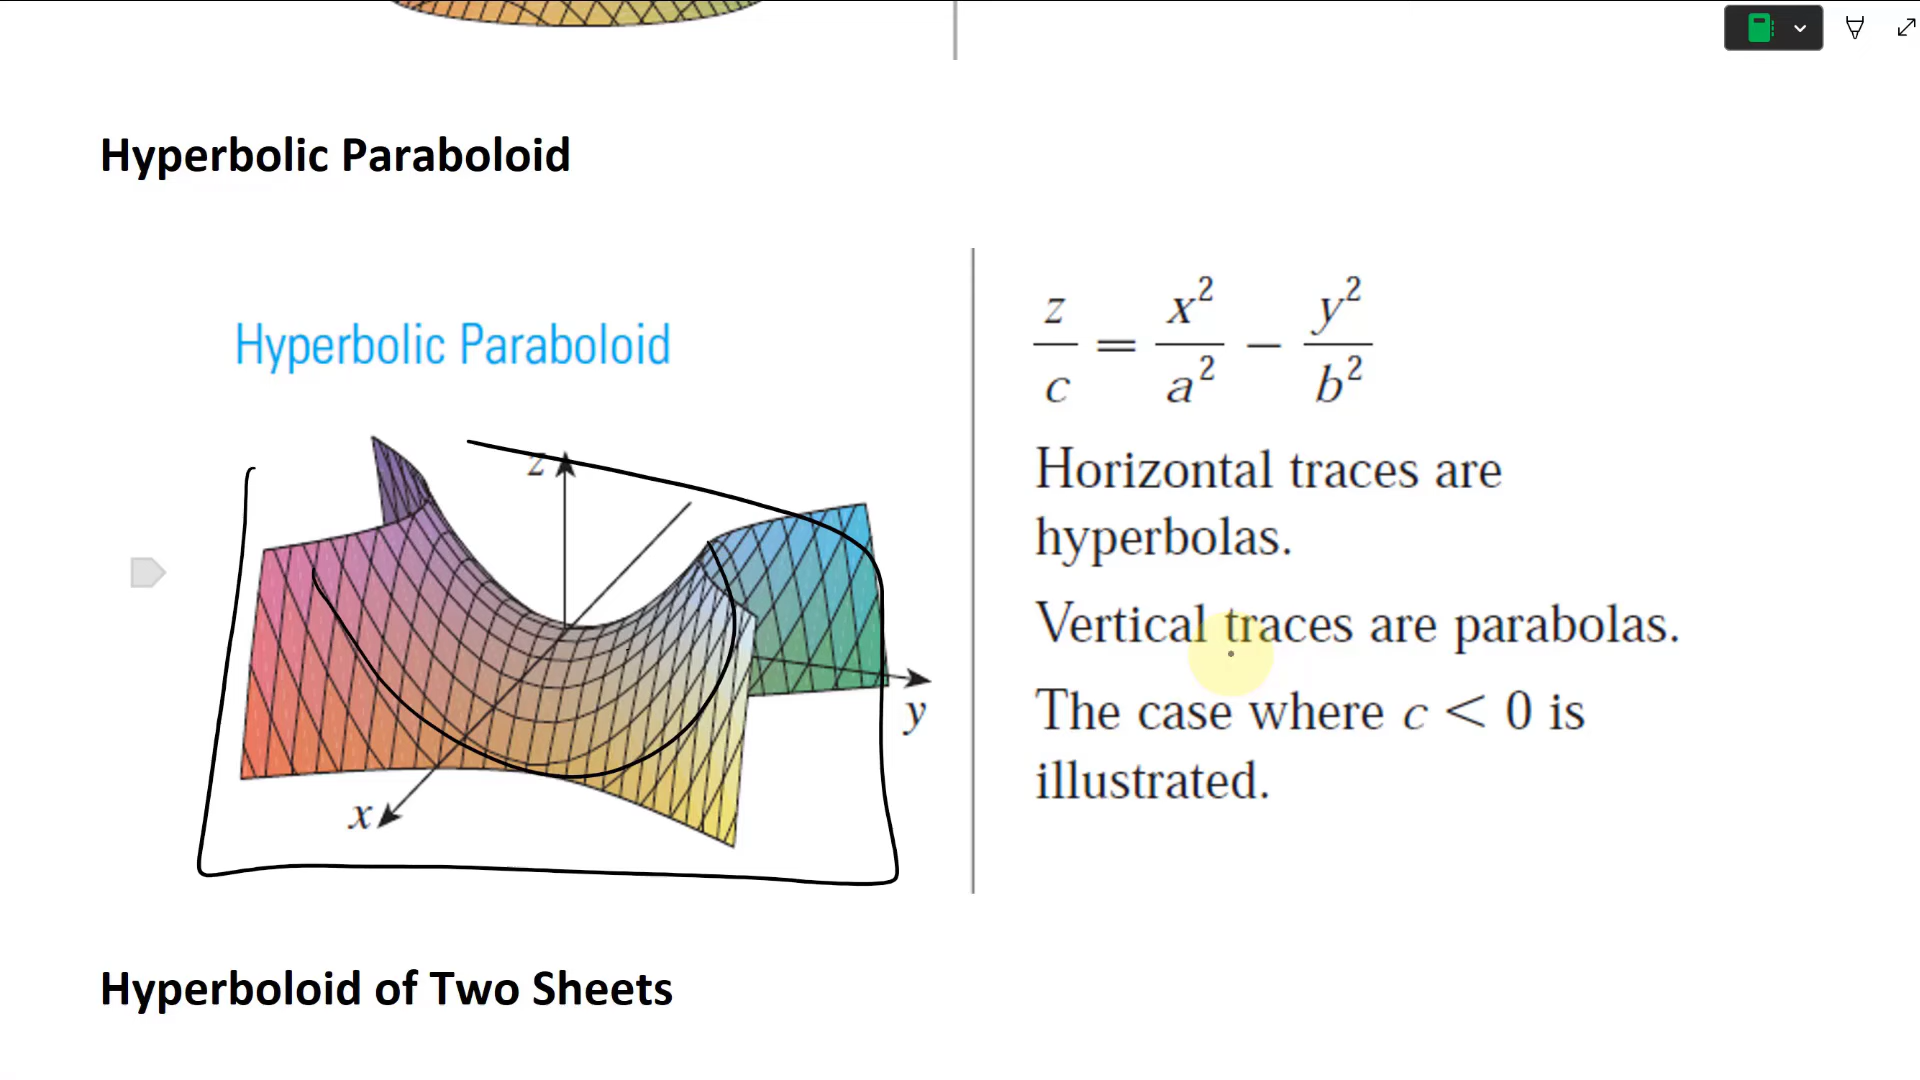 Hyperbolic Paraboloid
Hyperbolic Paraboloid
z
y
x
z/c = x²/a² − y²/b²
Horizontal traces are
hyperbolas.
Vertical traces are parabolas.
The case where c < 0 is
illustrated.
Hyperboloid of Two Sheets